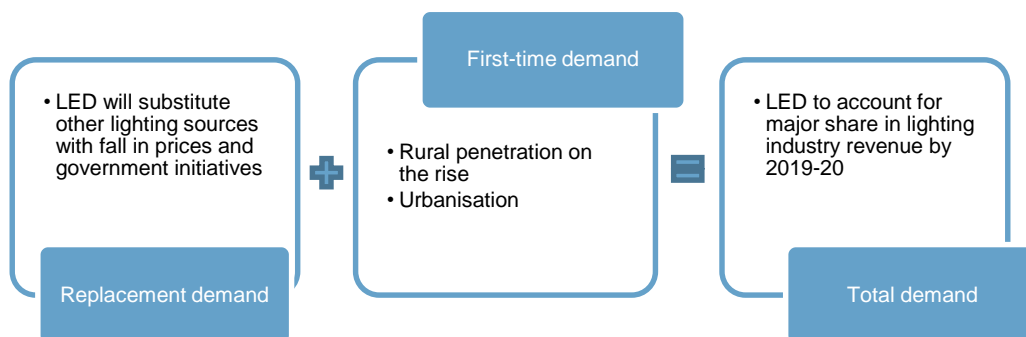 • LED will substitute
other lighting sources
with fall in prices and
government initiatives
Replacement demand
First-time demand
• Rural penetration on
the rise
• Urbanisation
• LED to account for
major share in lighting
industry revenue by
2019-20
Total demand